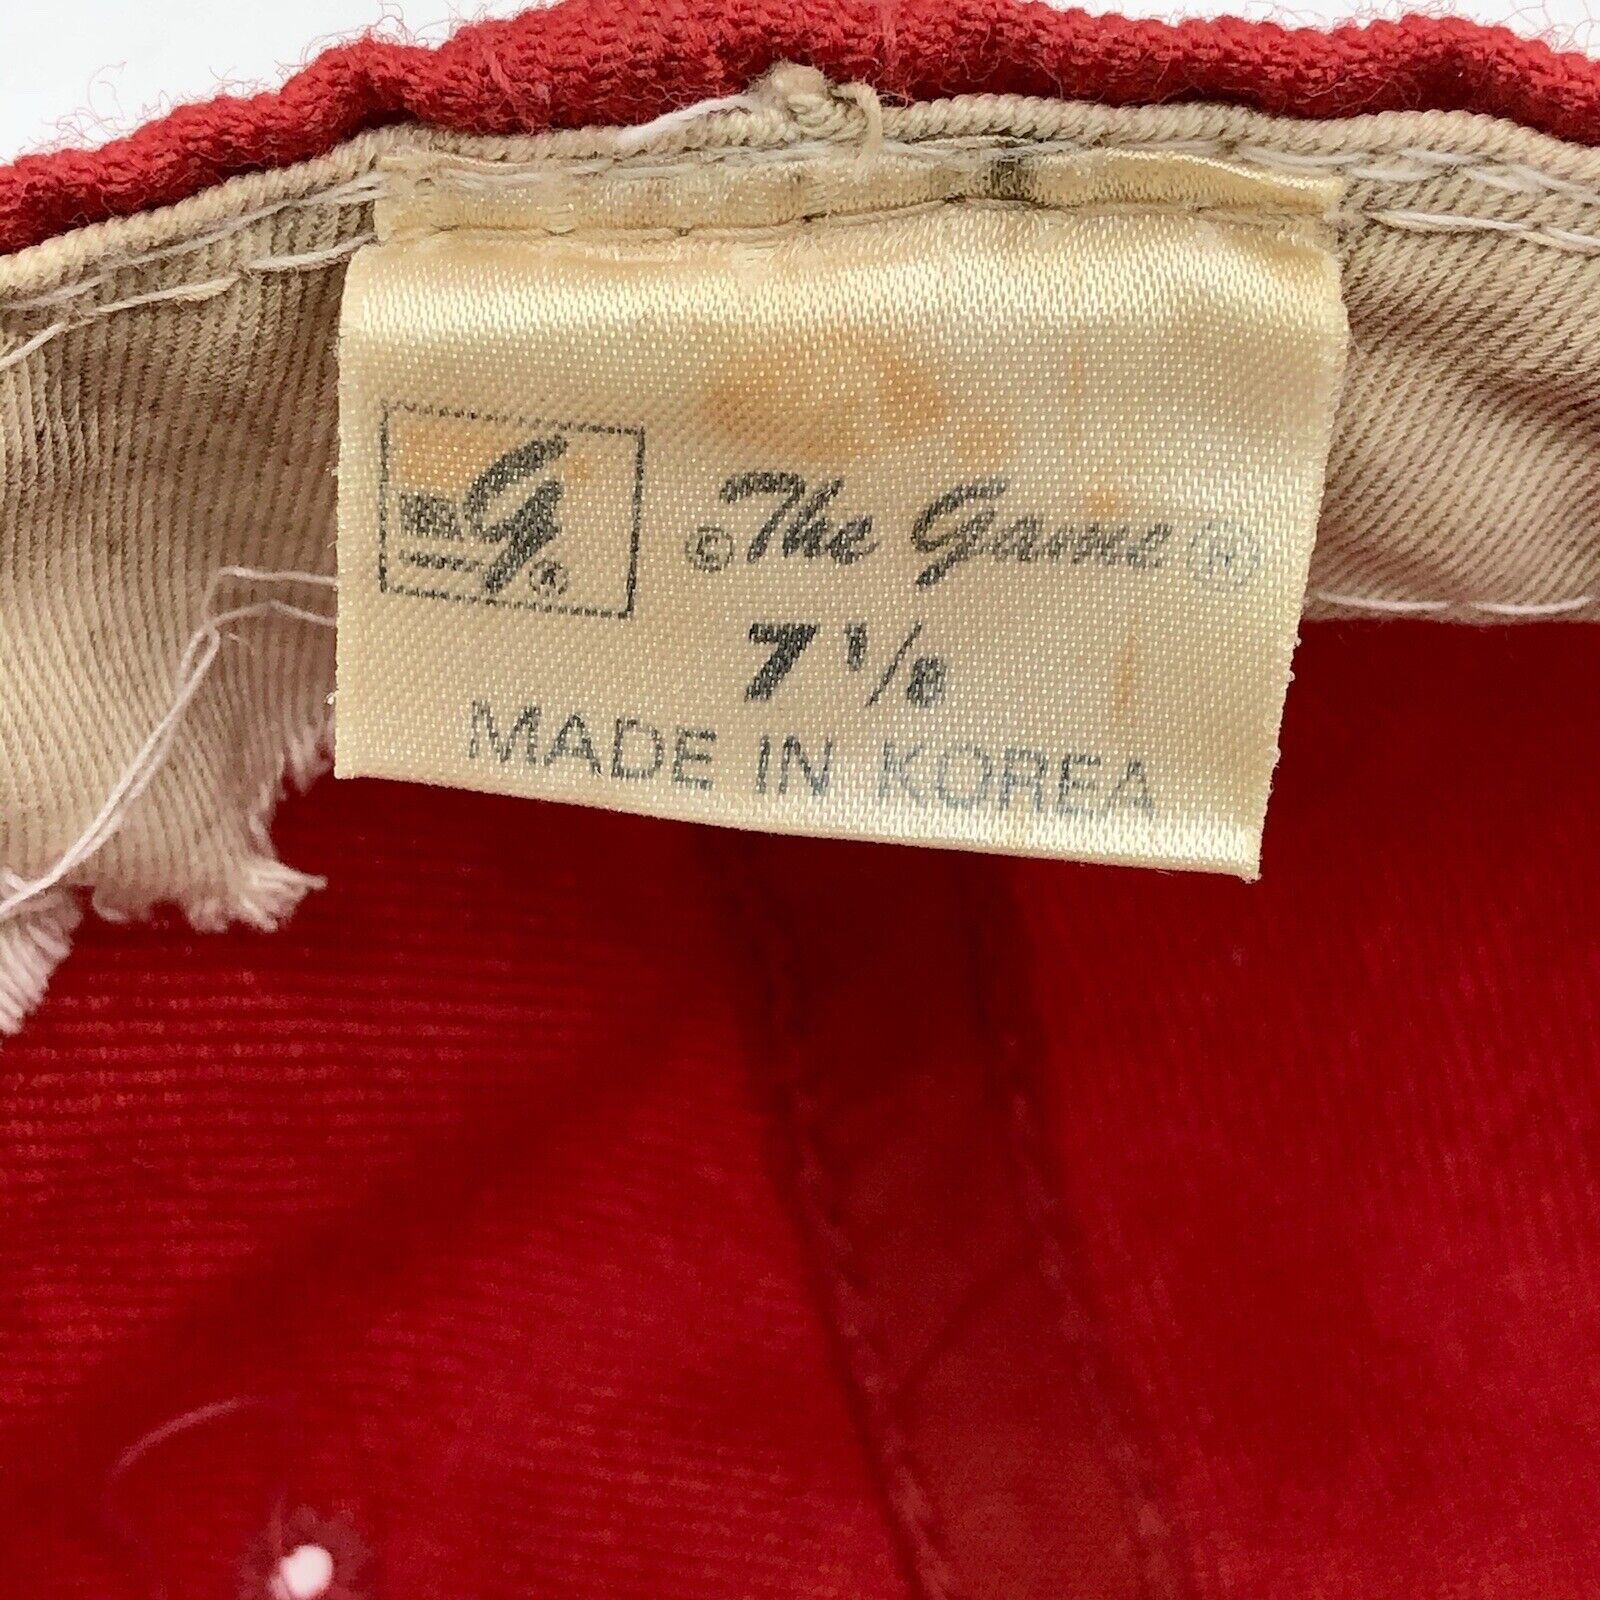 G ®
© The Game ®
7 1/8
MADE IN KOREA